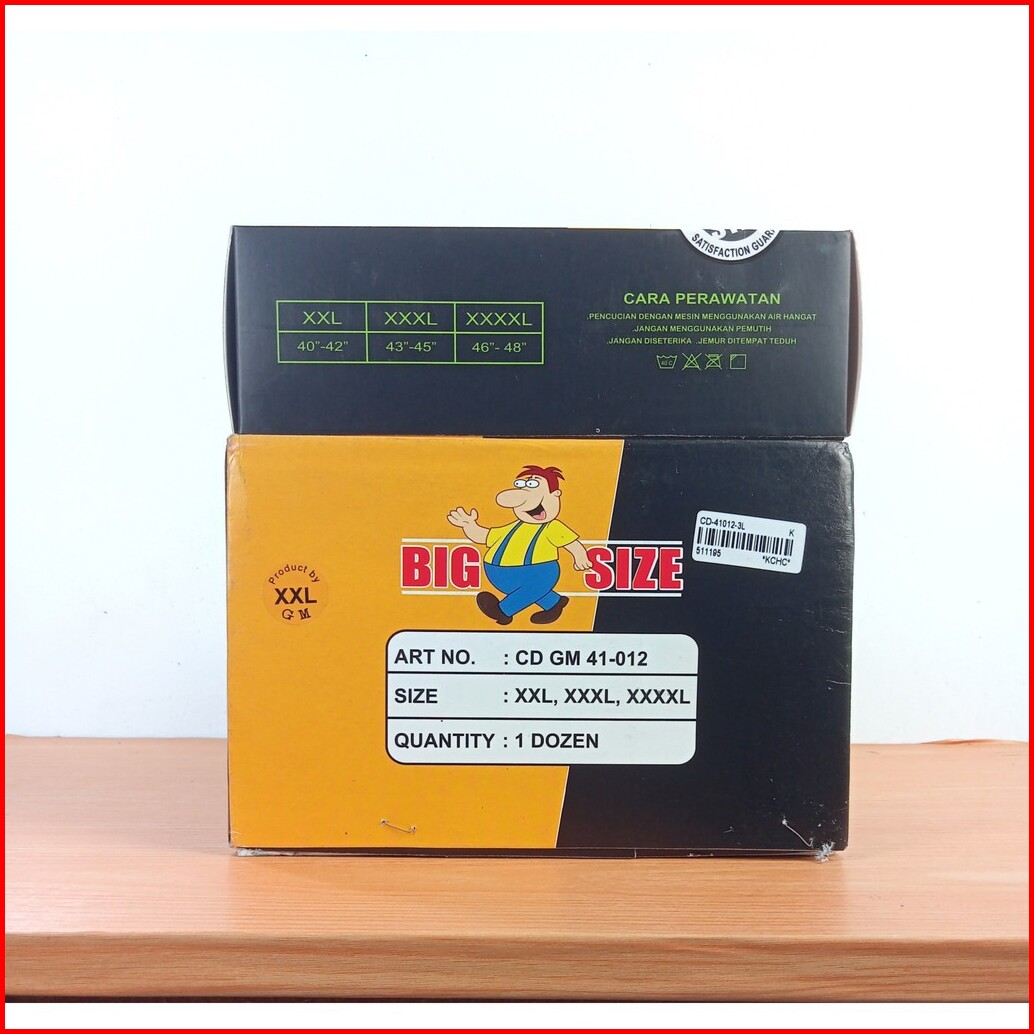 SATISFACTION GUAR
XXL XXXL XXXXL
40"-42" 43"-45" 46"- 48"
CARA PERAWATAN
.PENCUCIAN DENGAN MESIN MENGGUNAKAN AIR HANGAT
.JANGAN MENGGUNAKAN PEMUTIH
.JANGAN DISETERIKA .JEMUR DITEMPAT TEDUH
40 C
BIG SIZE
CD-41012-3L K
511195 *KCHC*
Product by
XXL
G M
ART NO. : CD GM 41-012
SIZE : XXL, XXXL, XXXXL
QUANTITY : 1 DOZEN